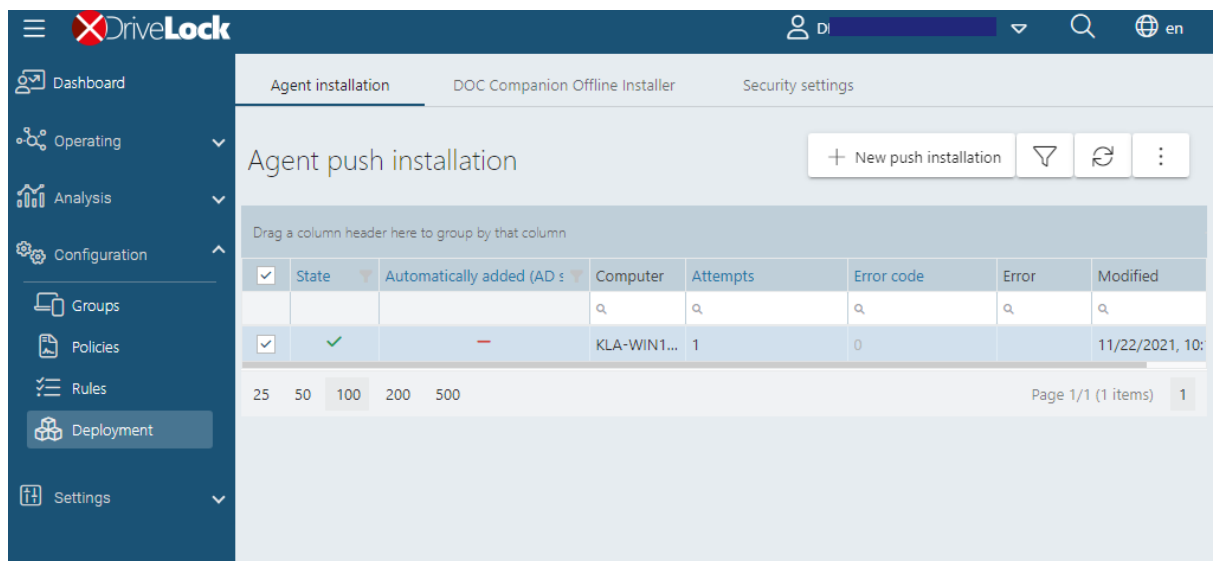 DriveLock
DI
en
Dashboard
Operating
Analysis
Configuration
Groups
Policies
Rules
Deployment
Settings
Agent installation DOC Companion Offline Installer Security settings
Agent push installation
New push installation
Drag a column header here to group by that column
State Automatically added (AD s Computer Attempts Error code Error Modified
KLA-WIN1... 1 0 11/22/2021, 10:
25 50 100 200 500 Page 1/1 (1 items) 1